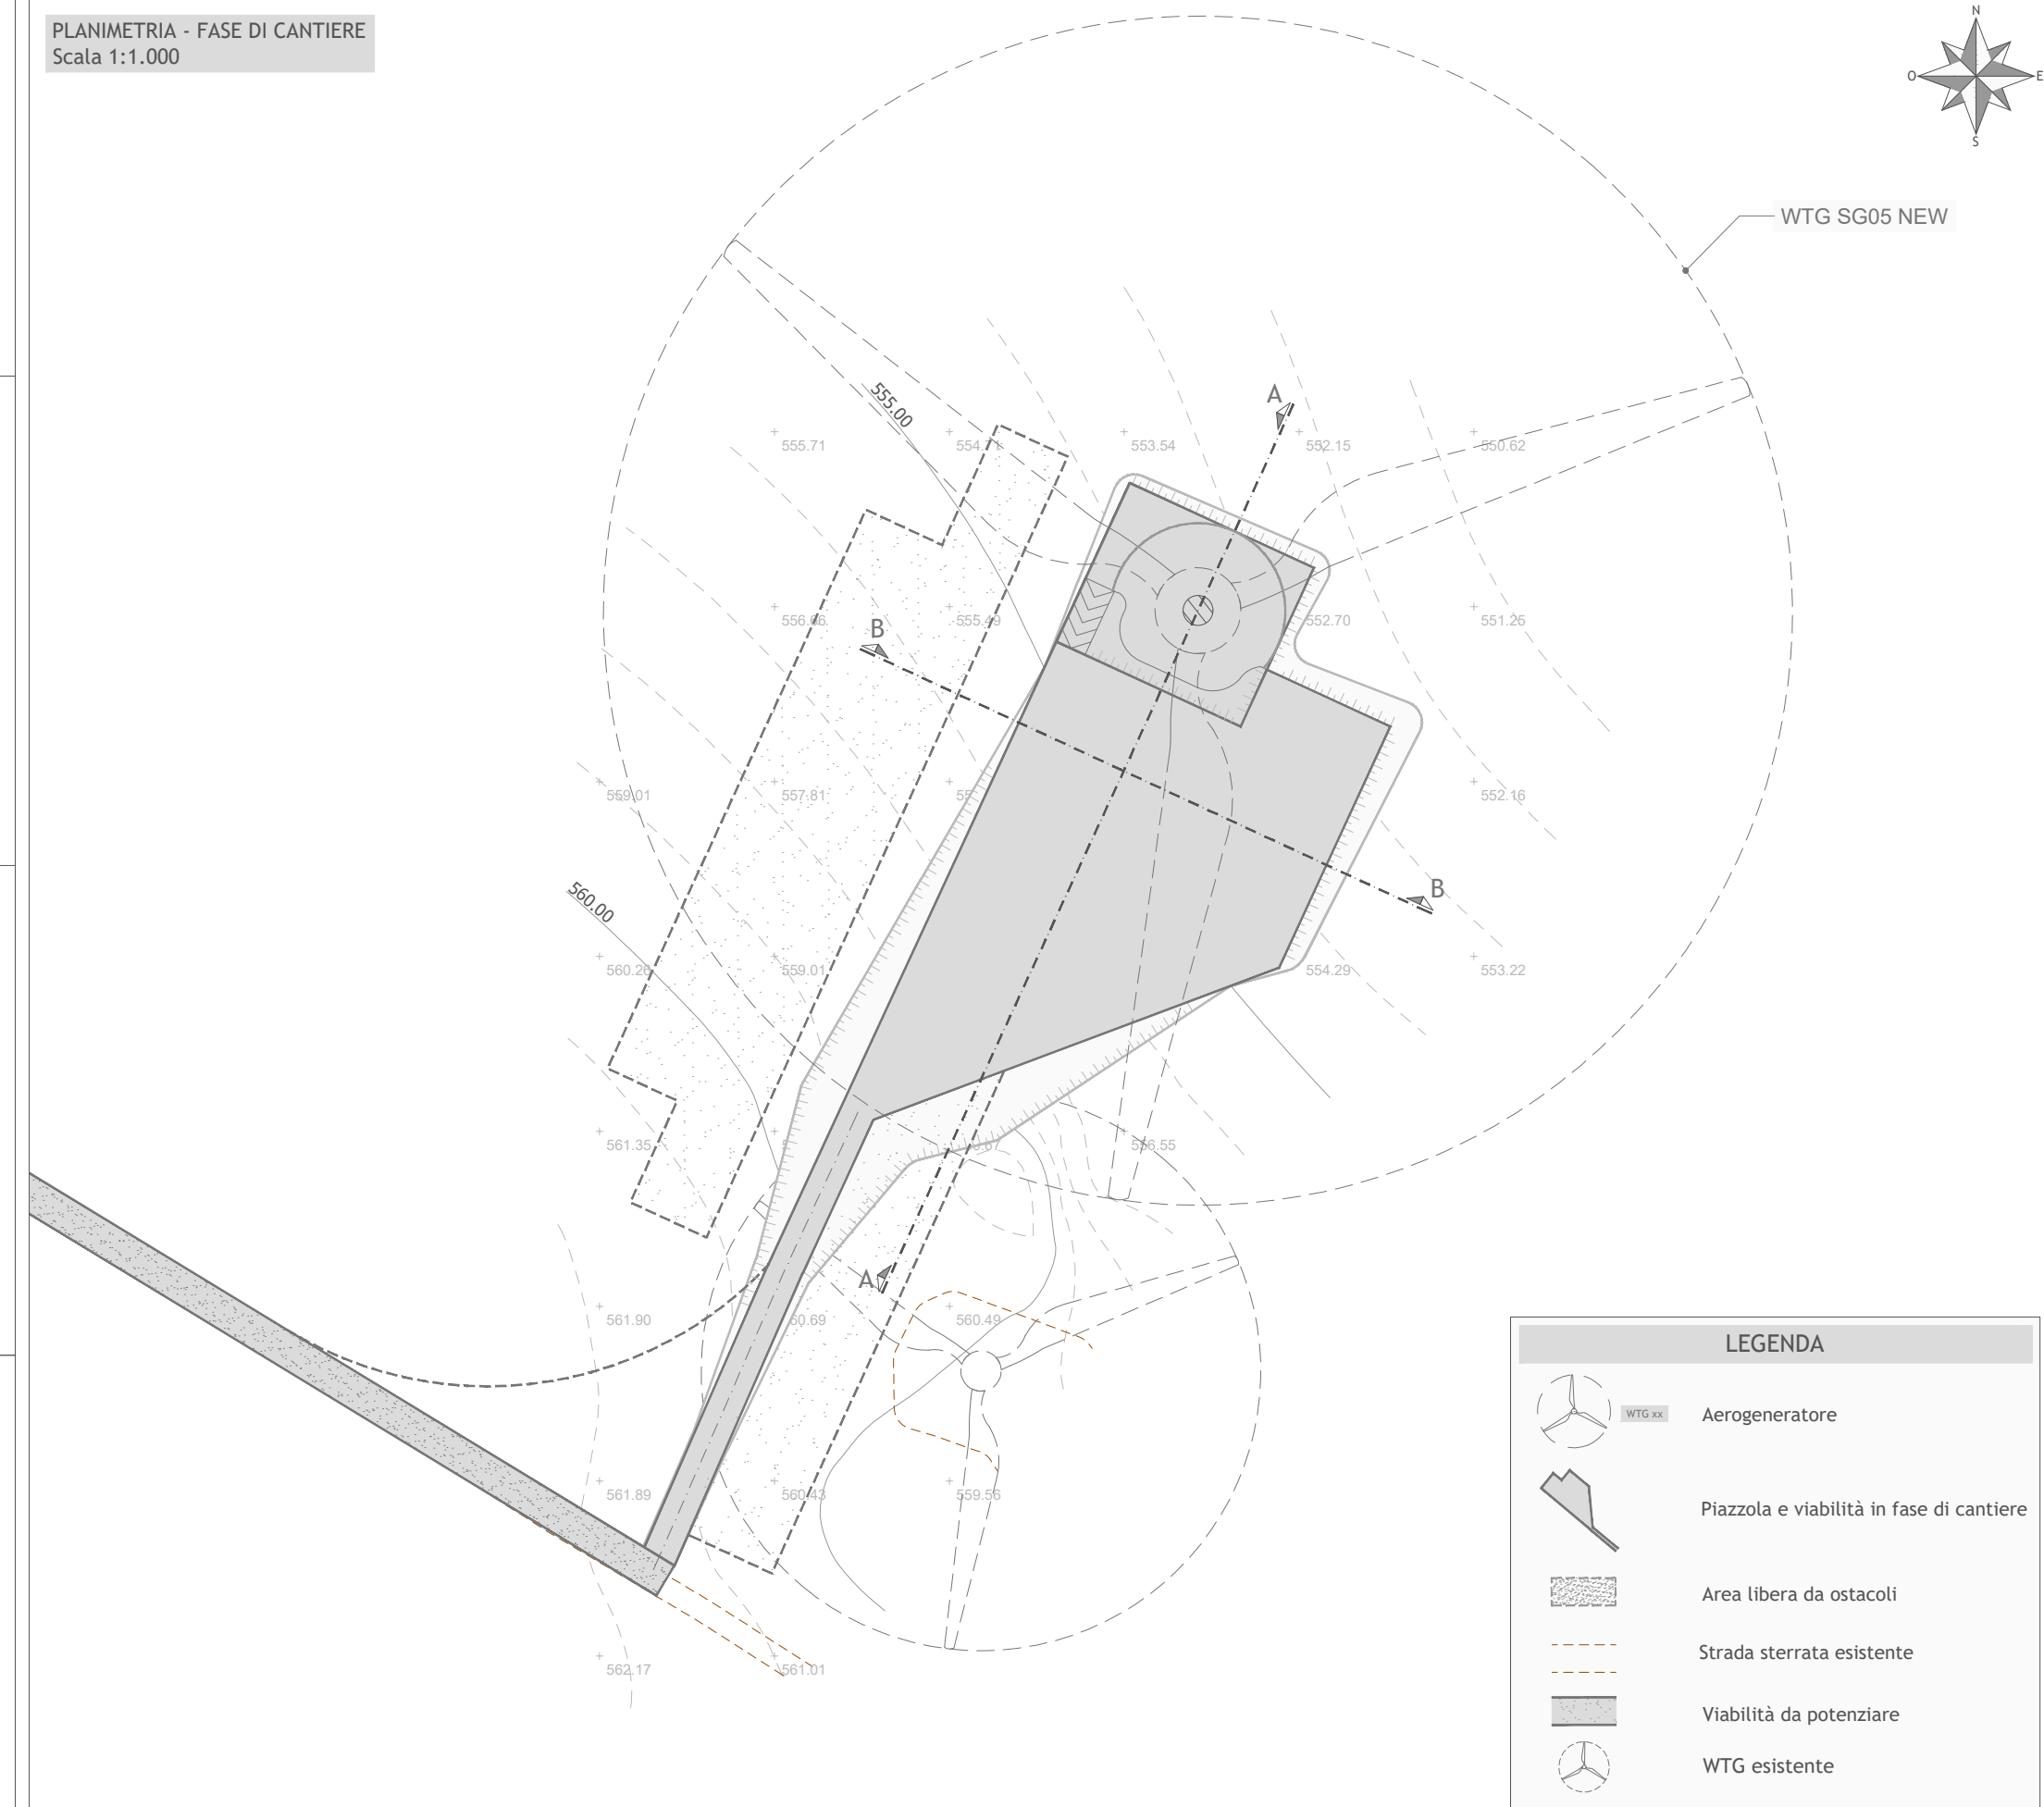 PLANIMETRIA - FASE DI CANTIERE
Scala 1:1.000
N
O
E
S
WTG SG05 NEW
555.00
A
555.71
553.54
552.15
550.62
556.66
555.49
552.70
551.25
B
559.01
557.81
552.16
B
560.00
560.26
559.01
554.29
553.22
561.35
556.55
A
561.90
560.49
561.89
560.43
559.56
562.17
561.01
LEGENDA
WTG xx
Aerogeneratore
Piazzola e viabilità in fase di cantiere
Area libera da ostacoli
Strada sterrata esistente
Viabilità da potenziare
WTG esistente